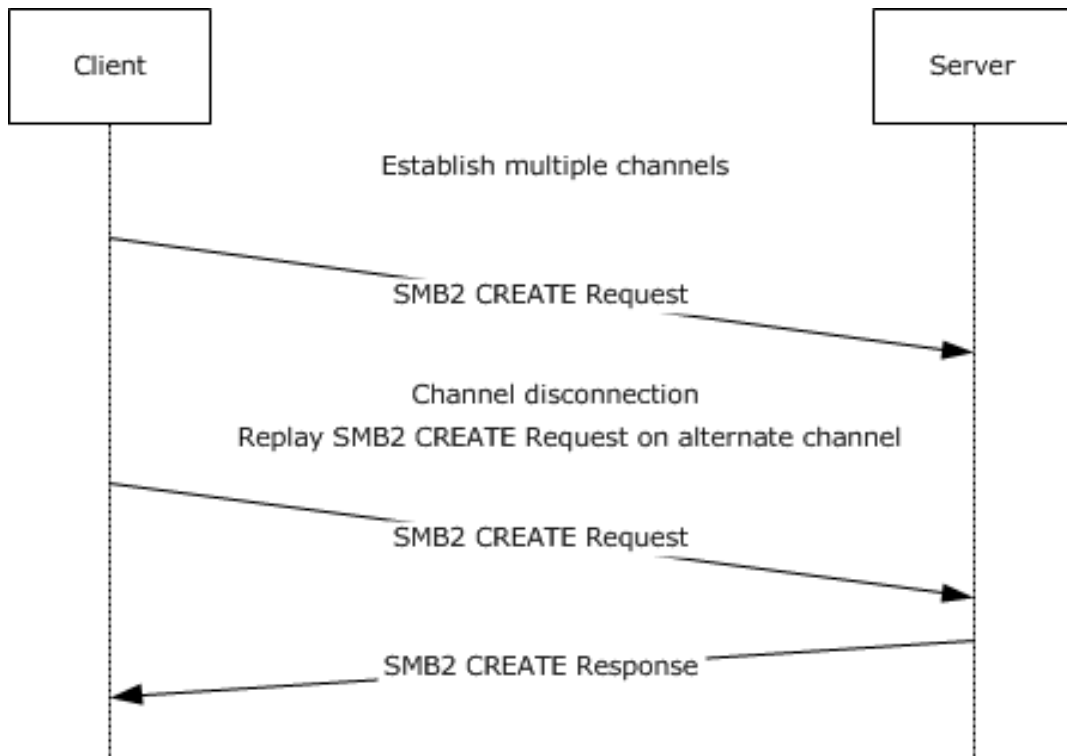 Client
Server
Establish multiple channels
SMB2 CREATE Request
Channel disconnection
Replay SMB2 CREATE Request on alternate channel
SMB2 CREATE Request
SMB2 CREATE Response